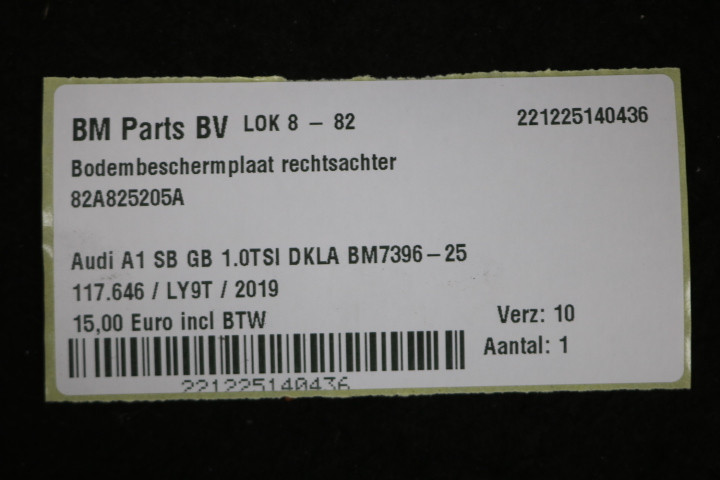 BM Parts BV LOK 8 - 82 221225140436
Bodembeschermplaat rechtsachter
82A825205A
Audi A1 SB GB 1.0TSI DKLA BM7396-25
117.646 / LY9T / 2019
15,00 Euro incl BTW Verz: 10
Aantal: 1
221225140436